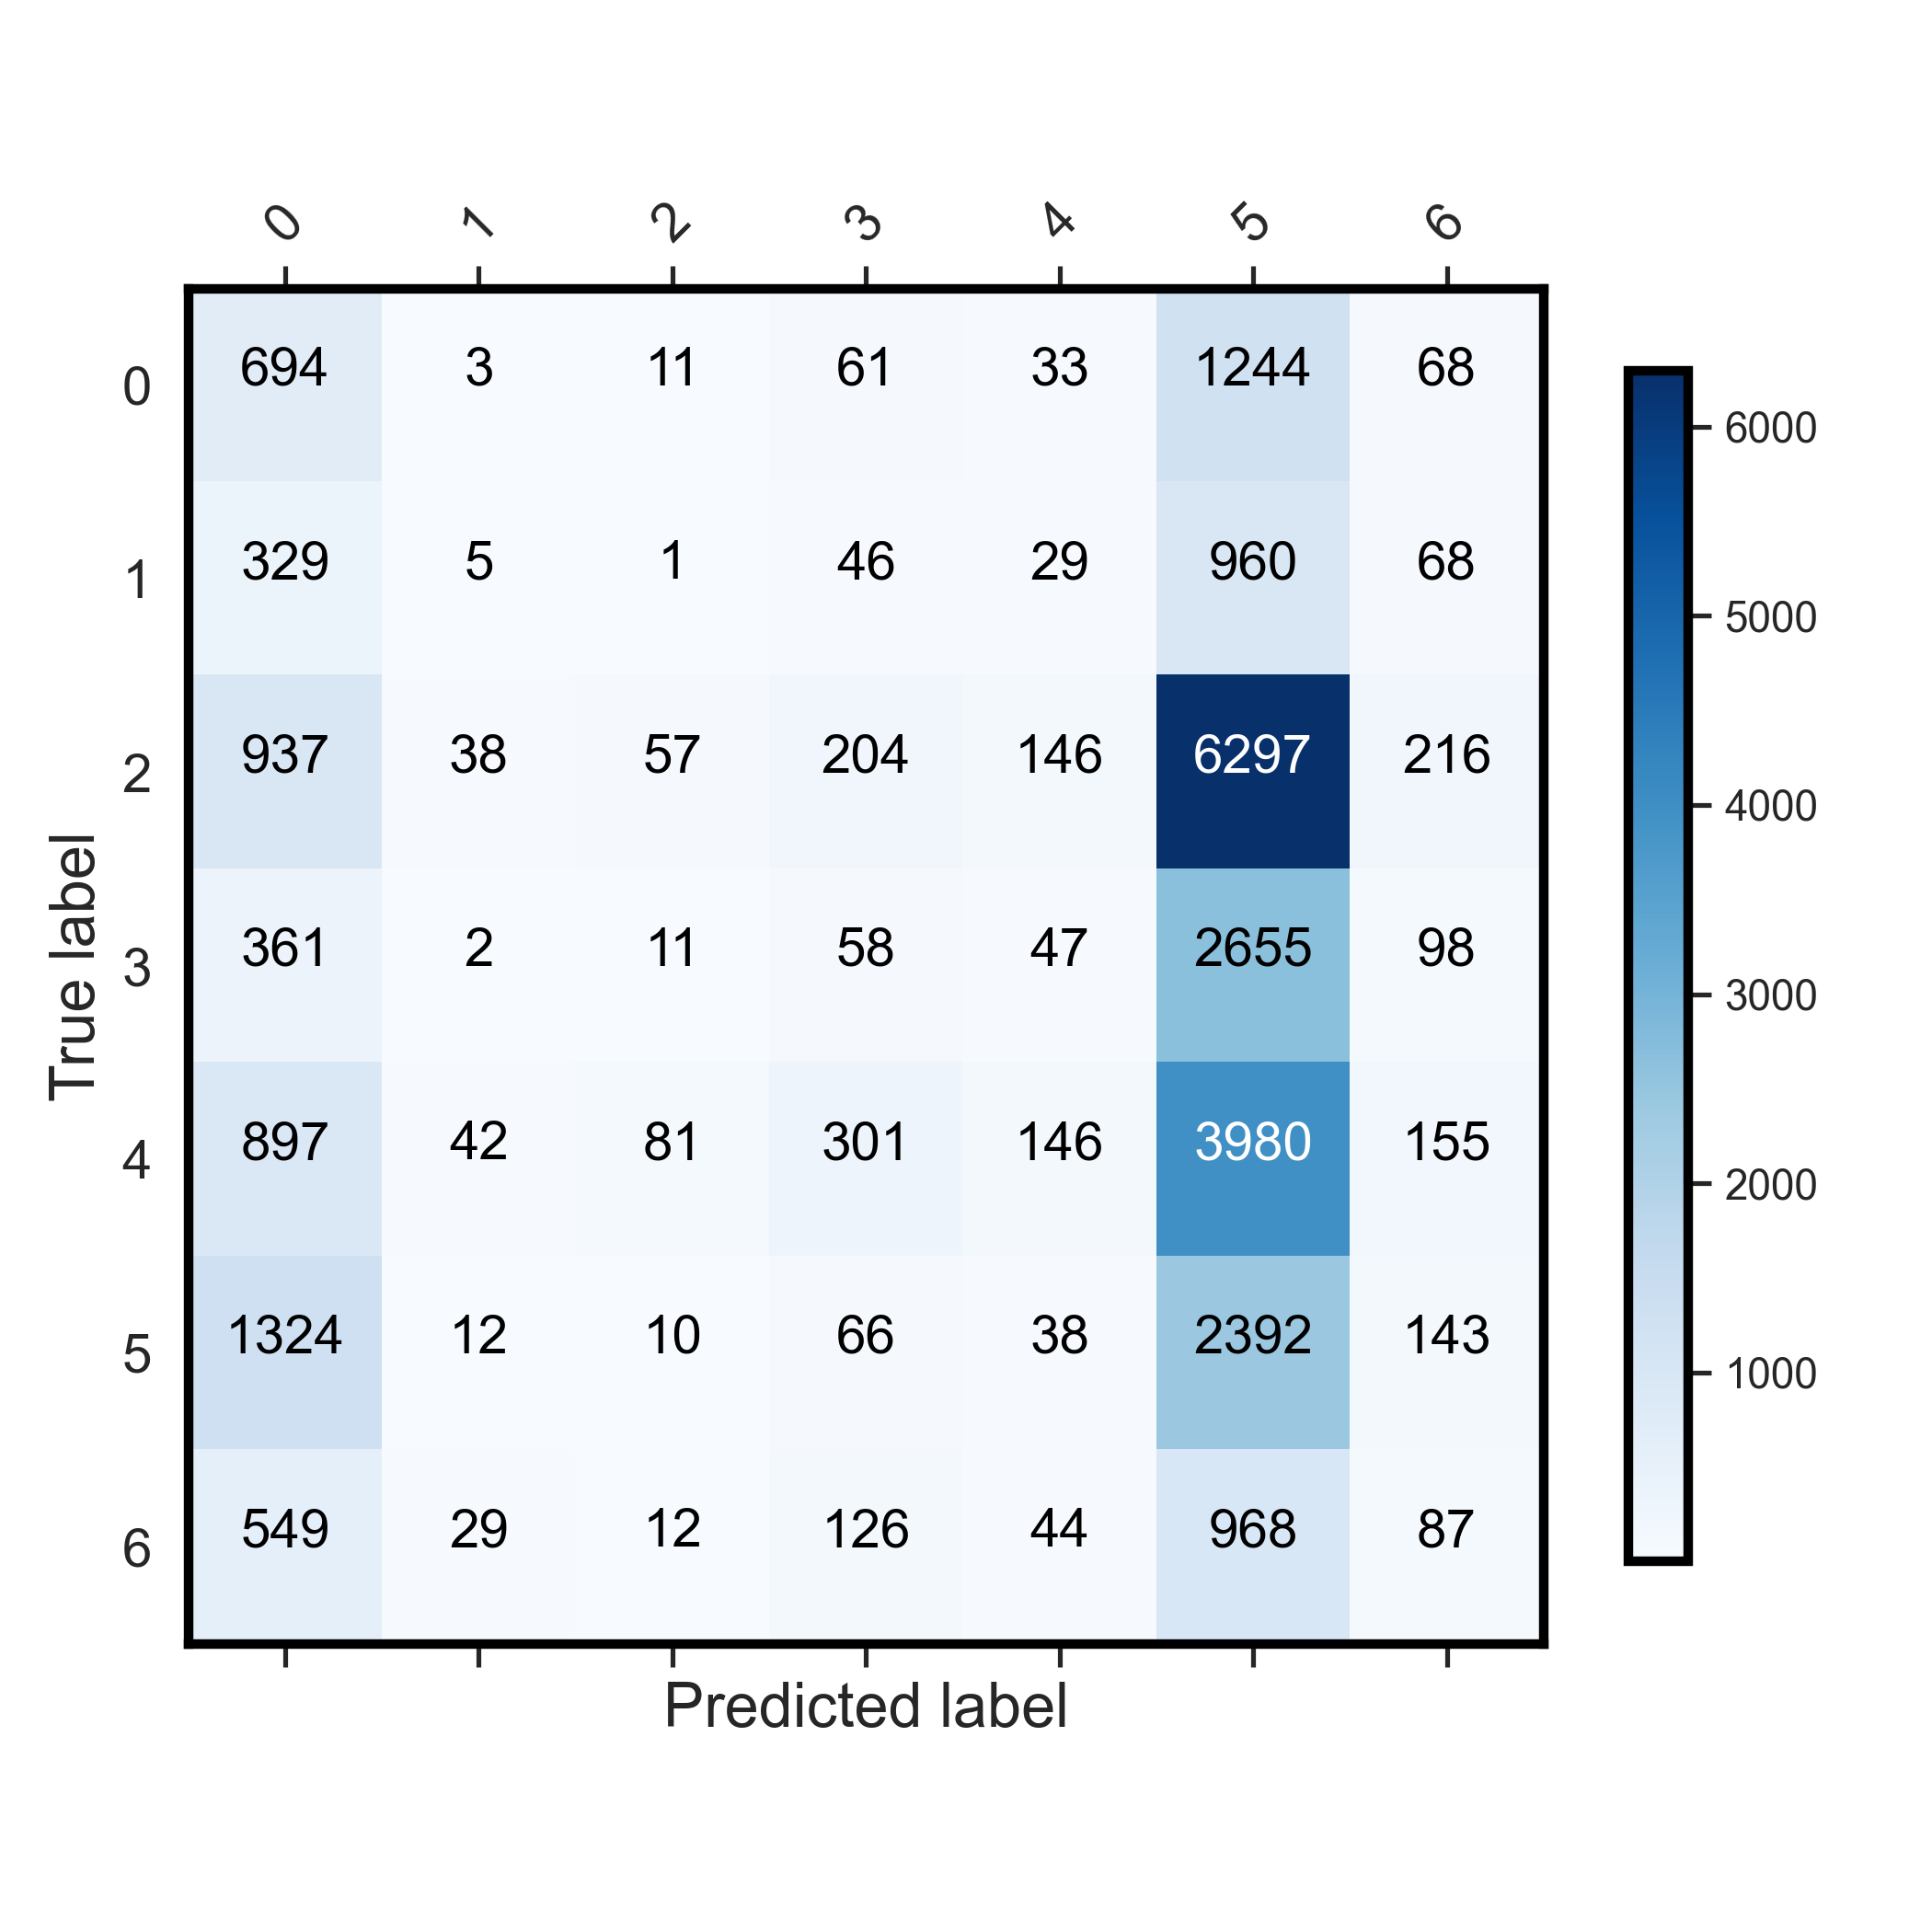 0 1 2 3 4 5 6
0 694 3 11 61 33 1244 68
1 329 5 1 46 29 960 68
2 937 38 57 204 146 6297 216
3 361 2 11 58 47 2655 98
4 897 42 81 301 146 3980 155
5 1324 12 10 66 38 2392 143
6 549 29 12 126 44 968 87
True label
Predicted label
6000
5000
4000
3000
2000
1000